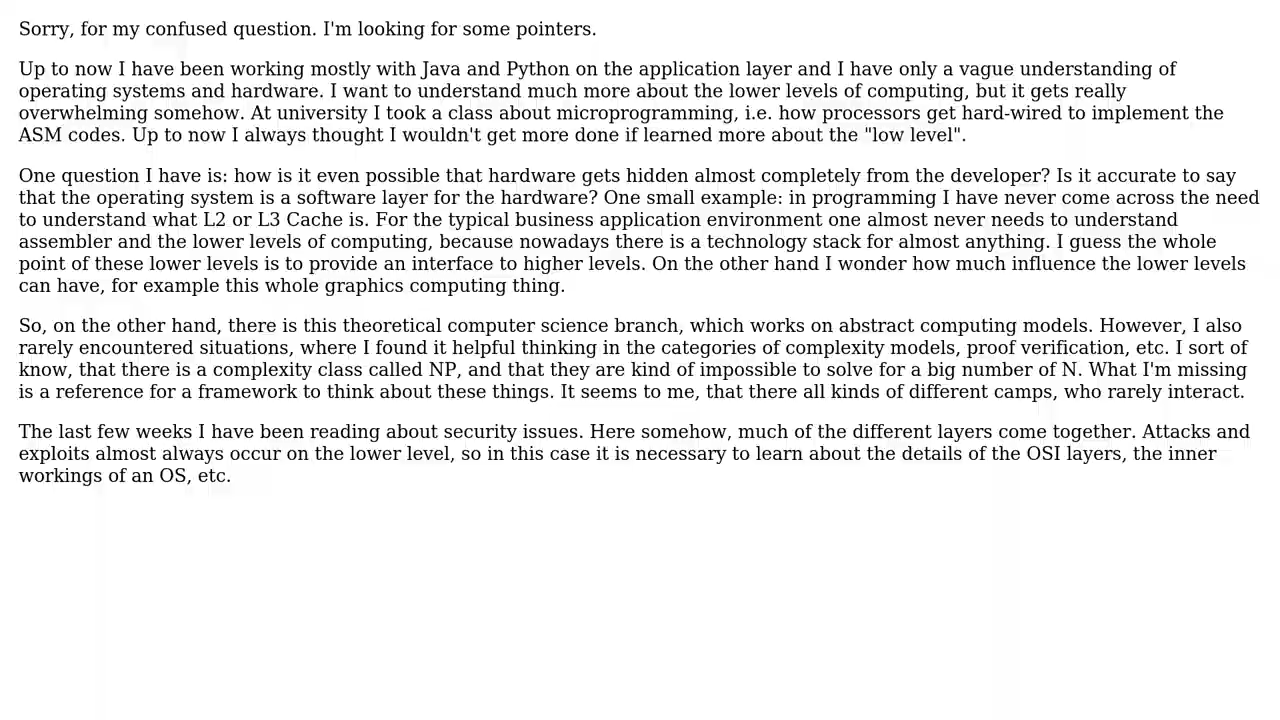 Sorry, for my confused question. I'm looking for some pointers.
Up to now I have been working mostly with Java and Python on the application layer and I have only a vague understanding of
operating systems and hardware. I want to understand much more about the lower levels of computing, but it gets really
overwhelming somehow. At university I took a class about microprogramming, i.e. how processors get hard-wired to implement the
ASM codes. Up to now I always thought I wouldn't get more done if learned more about the "low level".
One question I have is: how is it even possible that hardware gets hidden almost completely from the developer? Is it accurate to say
that the operating system is a software layer for the hardware? One small example: in programming I have never come across the need
to understand what L2 or L3 Cache is. For the typical business application environment one almost never needs to understand
assembler and the lower levels of computing, because nowadays there is a technology stack for almost anything. I guess the whole
point of these lower levels is to provide an interface to higher levels. On the other hand I wonder how much influence the lower levels
can have, for example this whole graphics computing thing.
So, on the other hand, there is this theoretical computer science branch, which works on abstract computing models. However, I also
rarely encountered situations, where I found it helpful thinking in the categories of complexity models, proof verification, etc. I sort of
know, that there is a complexity class called NP, and that they are kind of impossible to solve for a big number of N. What I'm missing
is a reference for a framework to think about these things. It seems to me, that there all kinds of different camps, who rarely interact.
The last few weeks I have been reading about security issues. Here somehow, much of the different layers come together. Attacks and
exploits almost always occur on the lower level, so in this case it is necessary to learn about the details of the OSI layers, the inner
workings of an OS, etc.